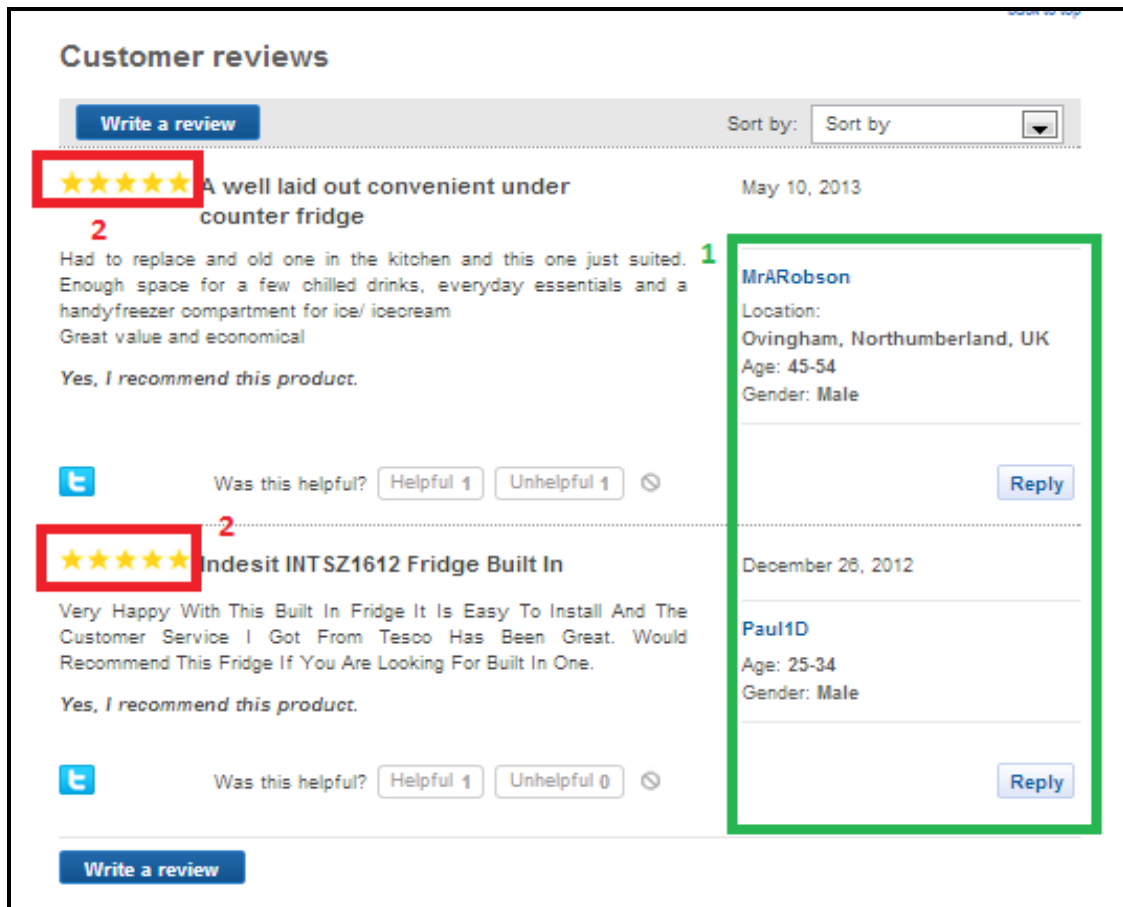 Customer reviews
Write a review
Sort by: Sort by
A well laid out convenient under
counter fridge
May 10, 2013
2
Had to replace and old one in the kitchen and this one just suited.
Enough space for a few chilled drinks, everyday essentials and a
handyfreezer compartment for ice/ icecream
Great value and economical
Yes, I recommend this product.
1
MrARobson
Location:
Ovingham, Northumberland, UK
Age: 45-54
Gender: Male
Was this helpful? Helpful 1 Unhelpful 1
Reply
2
Indesit INTSZ1612 Fridge Built In
December 26, 2012
Very Happy With This Built In Fridge It Is Easy To Install And The
Customer Service I Got From Tesco Has Been Great. Would
Recommend This Fridge If You Are Looking For Built In One.
Yes, I recommend this product.
Paul1D
Age: 25-34
Gender: Male
Was this helpful? Helpful 1 Unhelpful 0
Reply
Write a review